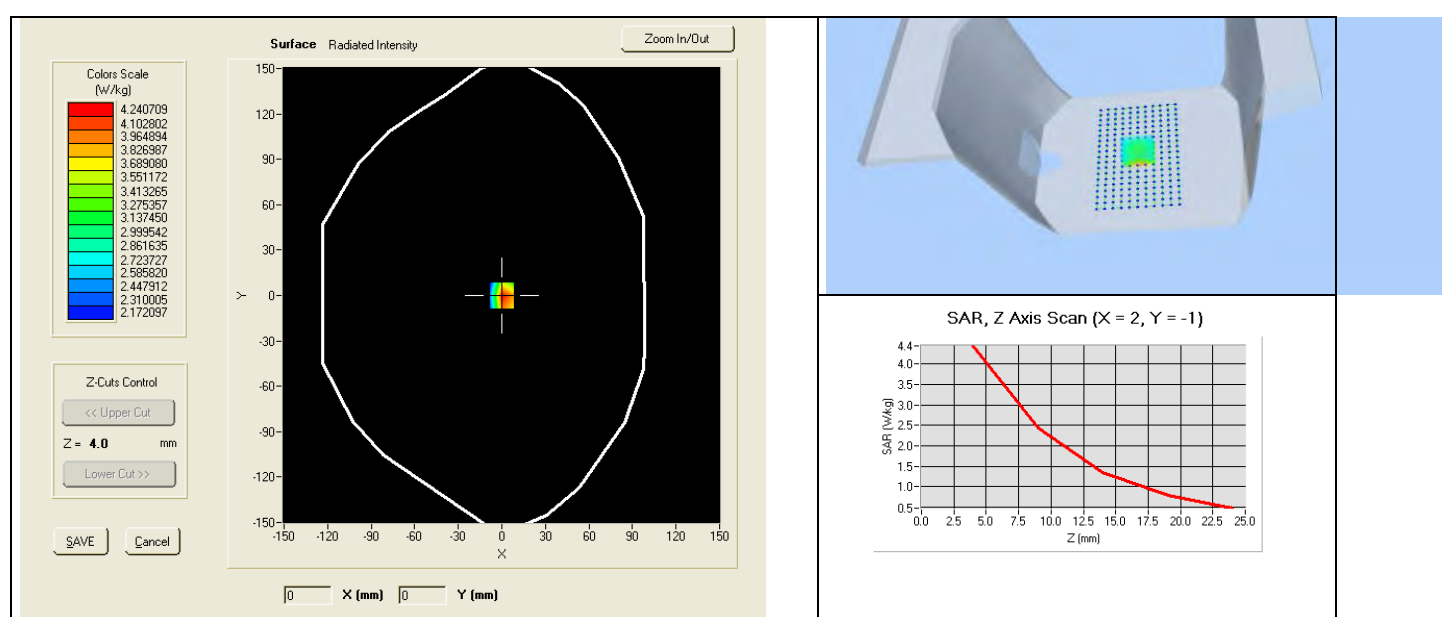 Surface Radiated Intensity
Zoom In/Out
Colors Scale
(W/kg)
4.240709
4.102802
3.964894
3.826987
3.689080
3.551172
3.413265
3.275357
3.137450
2.999542
2.861635
2.723727
2.585820
2.447912
2.310005
2.172097
Z-Cuts Control
<< Upper Cut
Z = 4.0 mm
Lower Cut >>
SAVE Cancel
150
120
90
60
30
0
-30
-60
-90
-120
-150
Y
-150 -120 -90 -60 -30 0 30 60 90 120 150
X
0 X (mm) 0 Y (mm)
SAR, Z Axis Scan (X = 2, Y = -1)
4.4
4.0
3.5
3.0
2.5
2.0
1.5
1.0
0.5
SAR (W/kg)
0.0 2.5 5.0 7.5 10.0 12.5 15.0 17.5 20.0 22.5 25.0
Z (mm)